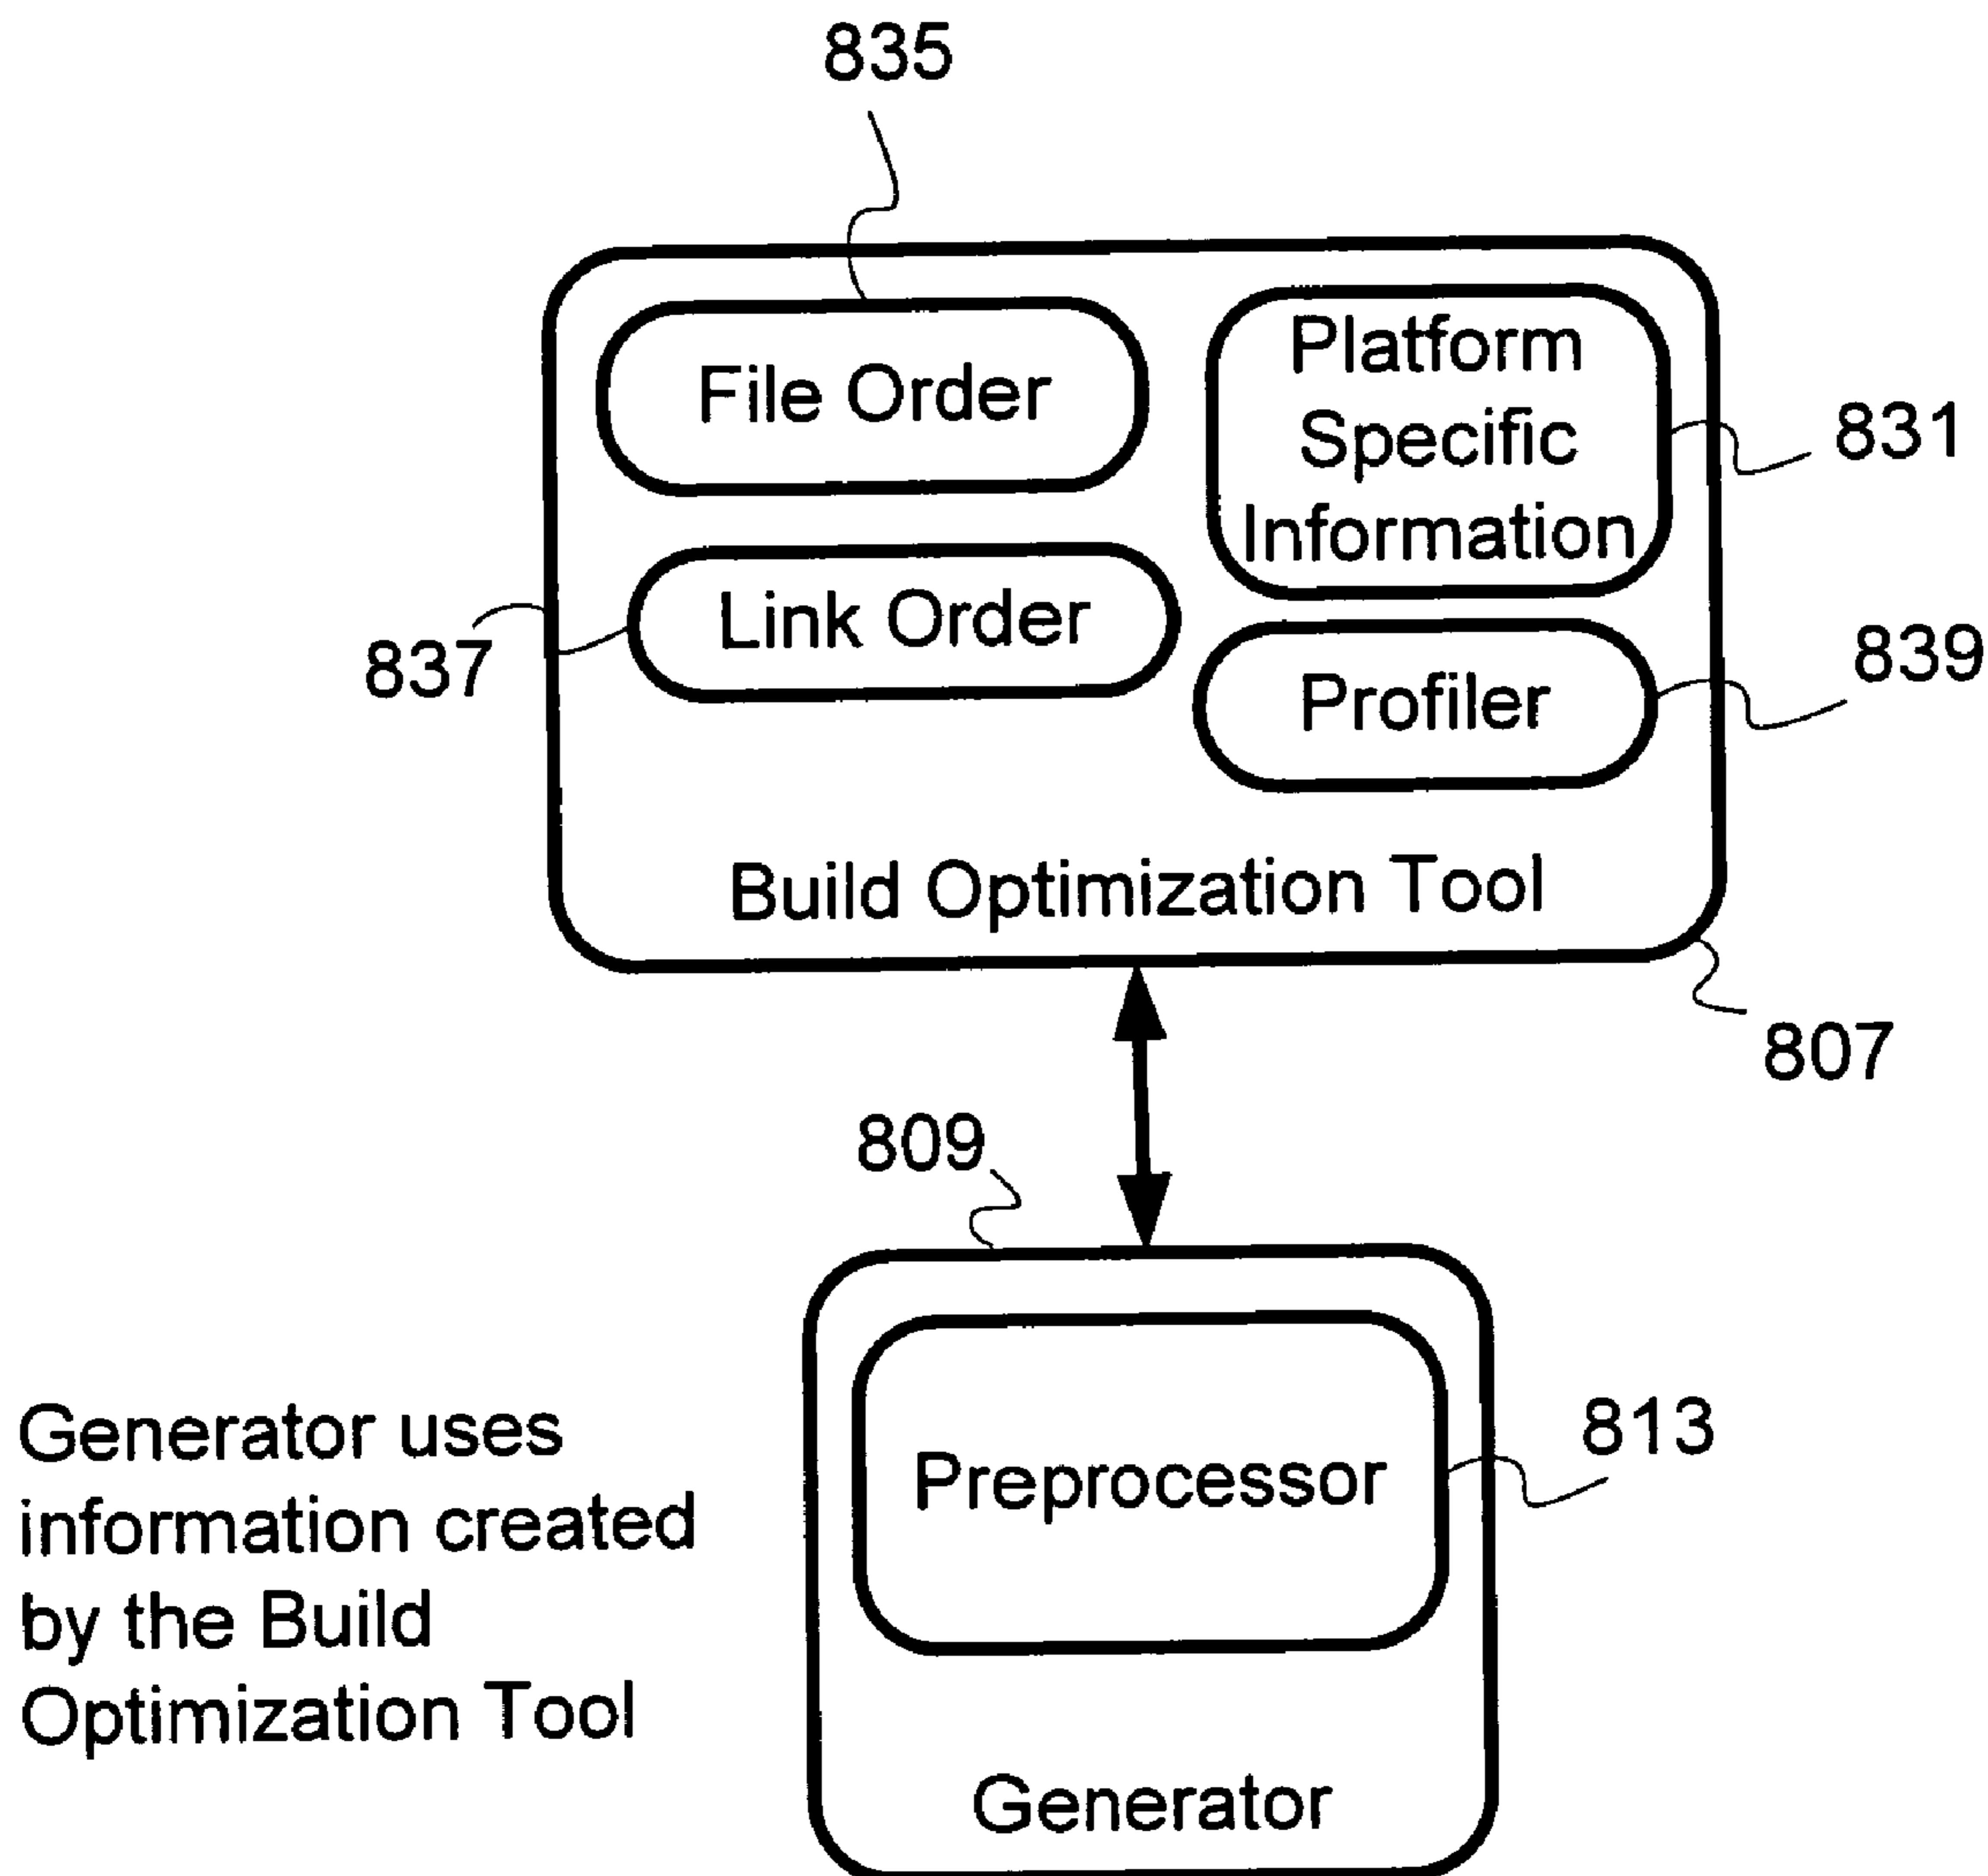 835
File Order
Platform
Specific
Information
831
Link Order
837
Profiler
839
Build Optimization Tool
807
809
Preprocessor
813
Generator uses
information created
by the Build
Optimization Tool
Generator